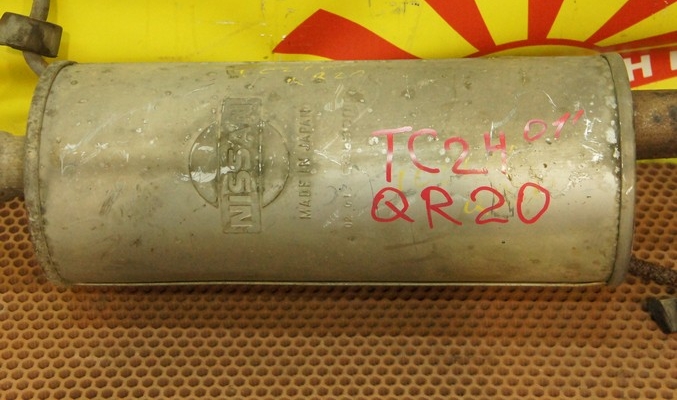 NISSAN
MADE IN JAPAN
TC24 01"
QR20
H